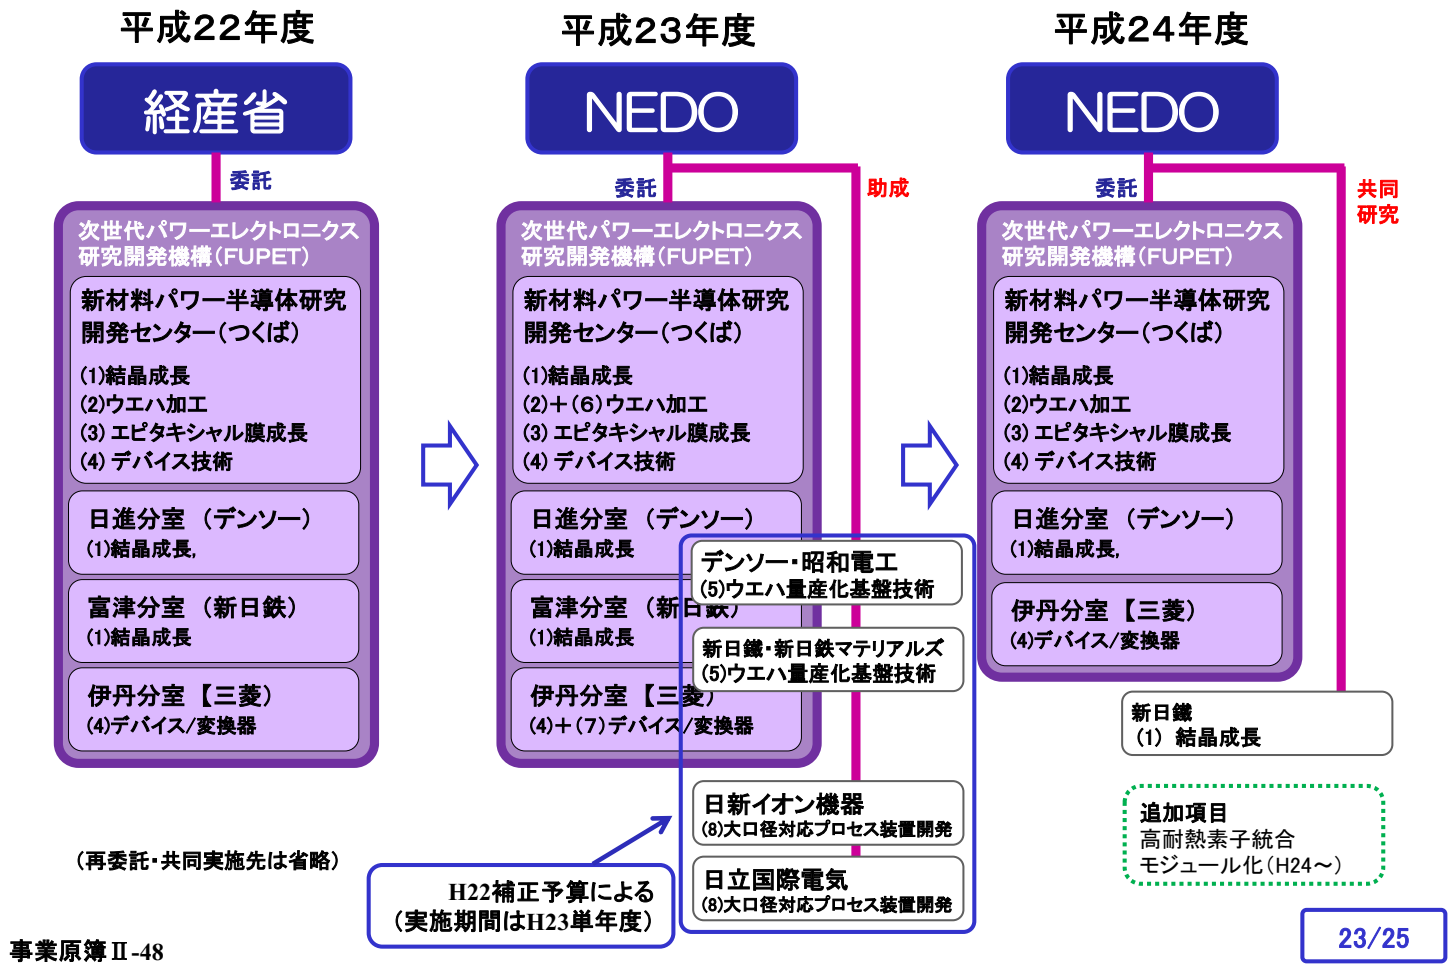 平成22年度
経産省
委託
次世代パワーエレクトロニクス
研究開発機構(FUPET)
新材料パワー半導体研究
開発センター(つくば)
(1)結晶成長
(2)ウエハ加工
(3) エピタキシャル膜成長
(4) デバイス技術
日進分室 (デンソー)
(1)結晶成長,
富津分室 (新日鉄)
(1)結晶成長
伊丹分室 【三菱)
(4)デバイス/変換器
(再委託・共同実施先は省略)
平成23年度
NEDO
委託
助成
次世代パワーエレクトロニクス
研究開発機構(FUPET)
新材料パワー半導体研究
開発センター(つくば)
(1)結晶成長
(2)+(6)ウエハ加工
(3) エピタキシャル膜成長
(4) デバイス技術
日進分室 (デンソー)
(1)結晶成長
富津分室 (新日鉄)
(1)結晶成長
伊丹分室 【三菱)
(4)+(7)デバイス/変換器
デンソー・昭和電工
(5)ウエハ量産化基盤技術
新日鐵・新日鉄マテリアルズ
(5)ウエハ量産化基盤技術
日新イオン機器
(8)大口径対応プロセス装置開発
日立国際電気
(8)大口径対応プロセス装置開発
H22補正予算による
(実施期間はH23単年度)
平成24年度
NEDO
委託
共同
研究
次世代パワーエレクトロニクス
研究開発機構(FUPET)
新材料パワー半導体研究
開発センター(つくば)
(1)結晶成長
(2)ウエハ加工
(3) エピタキシャル膜成長
(4) デバイス技術
日進分室 (デンソー)
(1)結晶成長,
伊丹分室 【三菱)
(4)デバイス/変換器
新日鐵
(1) 結晶成長
追加項目
高耐熱素子統合
モジュール化(H24~)
事業原簿Ⅱ-48
23/25